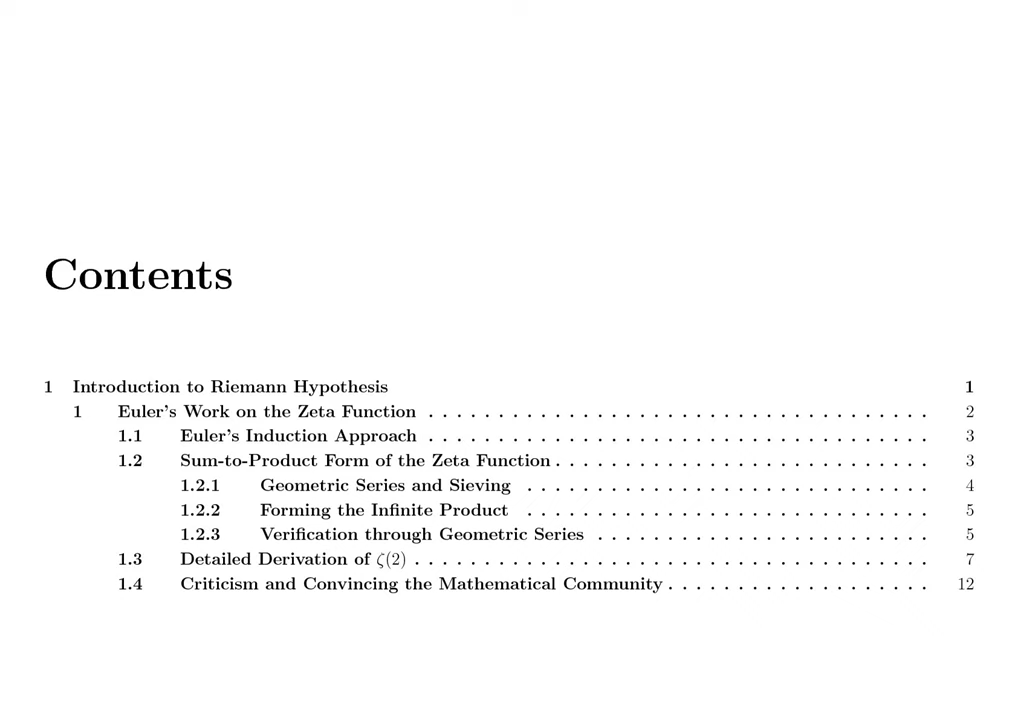 Contents
1 Introduction to Riemann Hypothesis 1
1 Euler's Work on the Zeta Function . . . . . . . . . . . . . . . . . . . . . . . . . . . . . . . . . . . . 2
1.1 Euler's Induction Approach . . . . . . . . . . . . . . . . . . . . . . . . . . . . . . . . . . . . 3
1.2 Sum-to-Product Form of the Zeta Function . . . . . . . . . . . . . . . . . . . . . . . . . . . 3
1.2.1 Geometric Series and Sieving . . . . . . . . . . . . . . . . . . . . . . . . . . . . . 4
1.2.2 Forming the Infinite Product . . . . . . . . . . . . . . . . . . . . . . . . . . . . . 5
1.2.3 Verification through Geometric Series . . . . . . . . . . . . . . . . . . . . . . . . 5
1.3 Detailed Derivation of ζ(2) . . . . . . . . . . . . . . . . . . . . . . . . . . . . . . . . . . . . . 7
1.4 Criticism and Convincing the Mathematical Community . . . . . . . . . . . . . . . . . . . 12